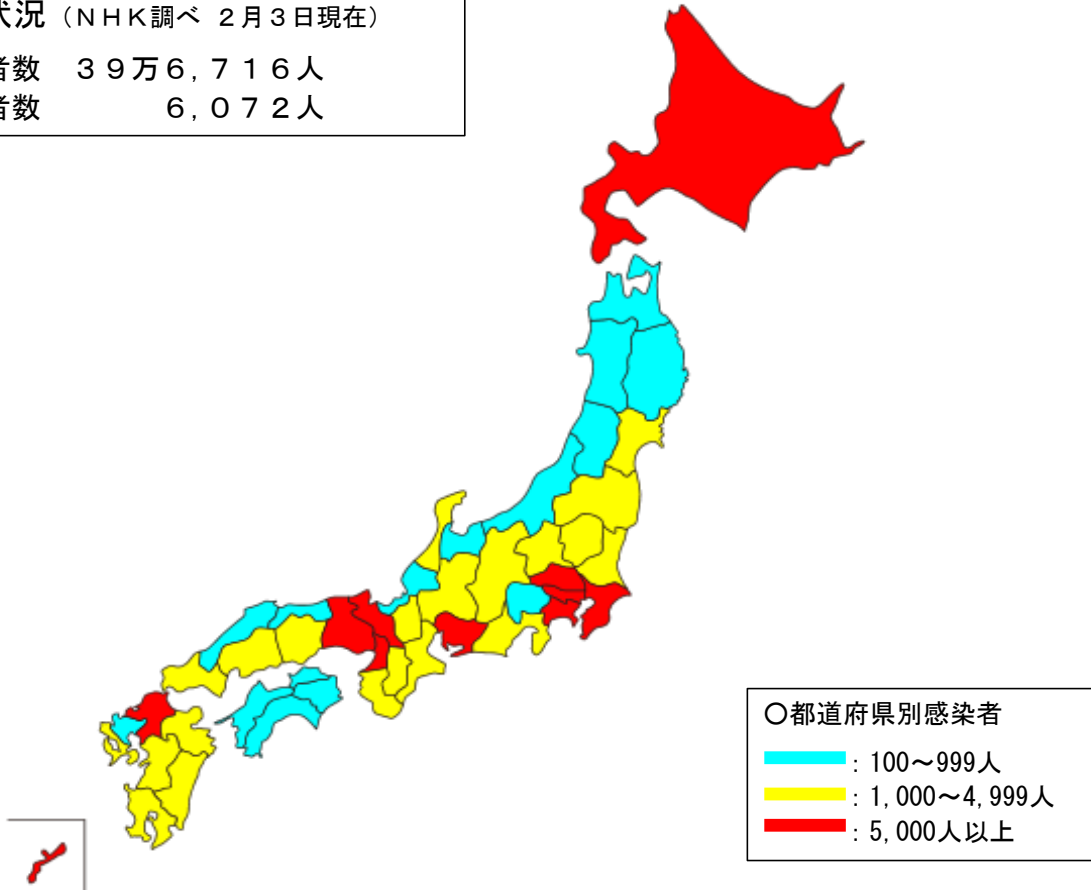 状況（ＮＨＫ調べ ２月３日現在）
者数　３９万６，７１６人
者数　　　６，０７２人
○都道府県別感染者
：100～999人
：1,000～4,999人
：5,000人以上